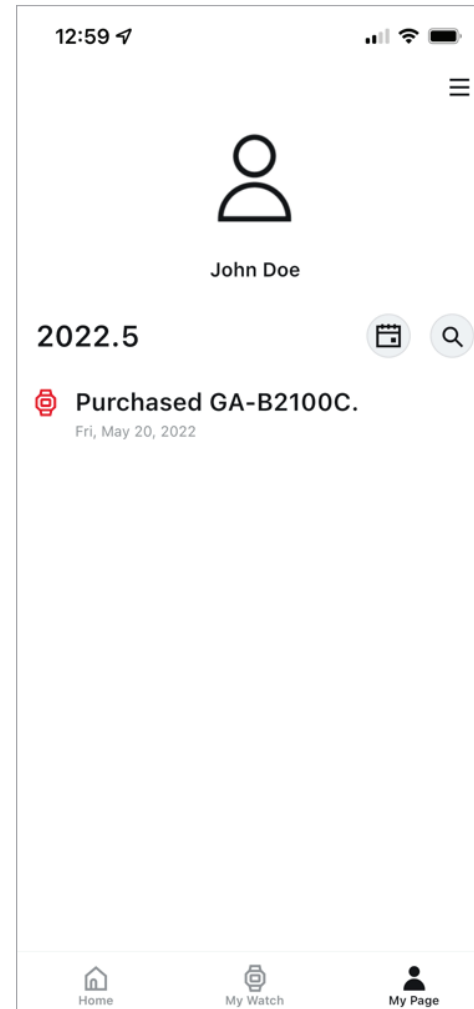 12:59
John Doe
2022.5
Purchased GA-B2100C.
Fri, May 20, 2022
Home My Watch My Page